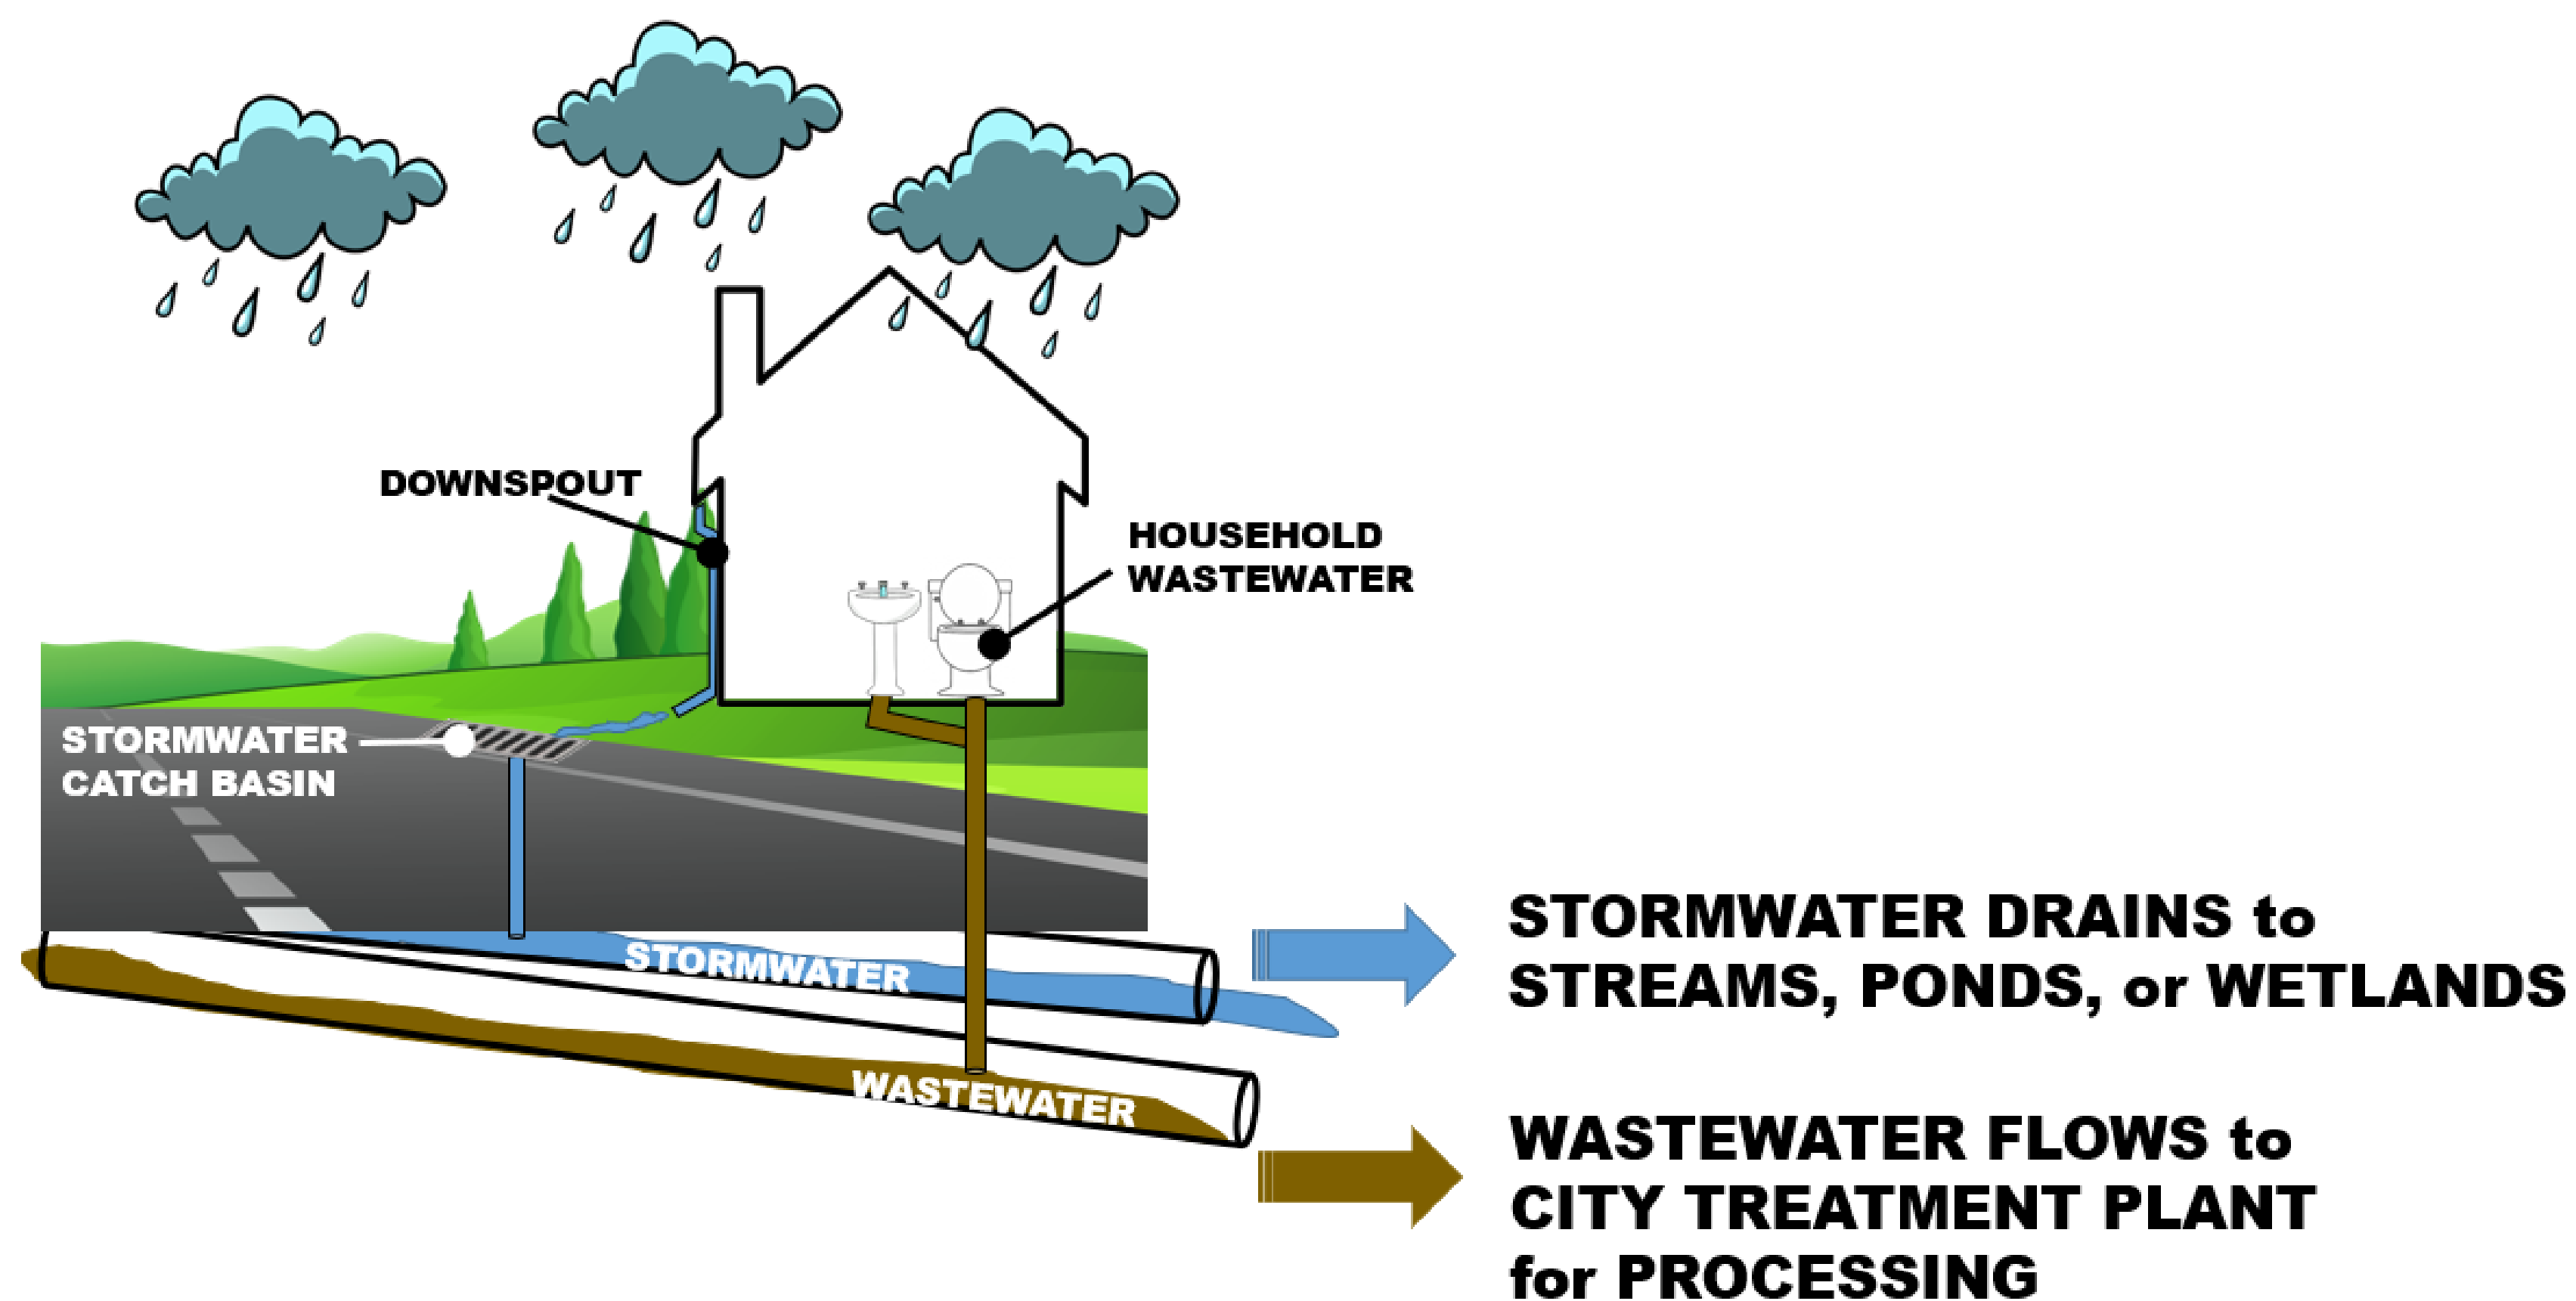 DOWNSPOUT
HOUSEHOLD
WASTEWATER
STORMWATER
CATCH BASIN
STORMWATER
WASTEWATER
STORMWATER DRAINS to
STREAMS, PONDS, or WETLANDS
WASTEWATER FLOWS to
CITY TREATMENT PLANT
for PROCESSING